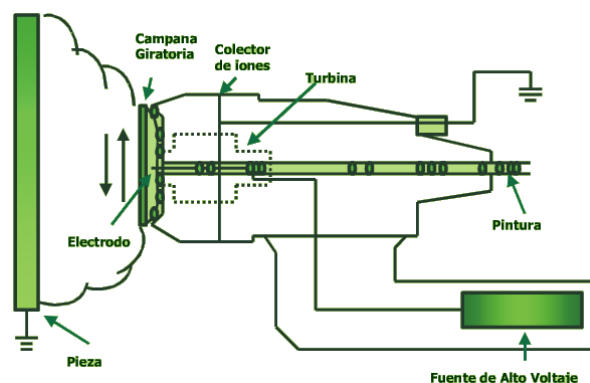 Campana
Giratoria
Colector
de iones
Turbina
Electrodo
Pintura
Pieza
Fuente de Alto Voltaje